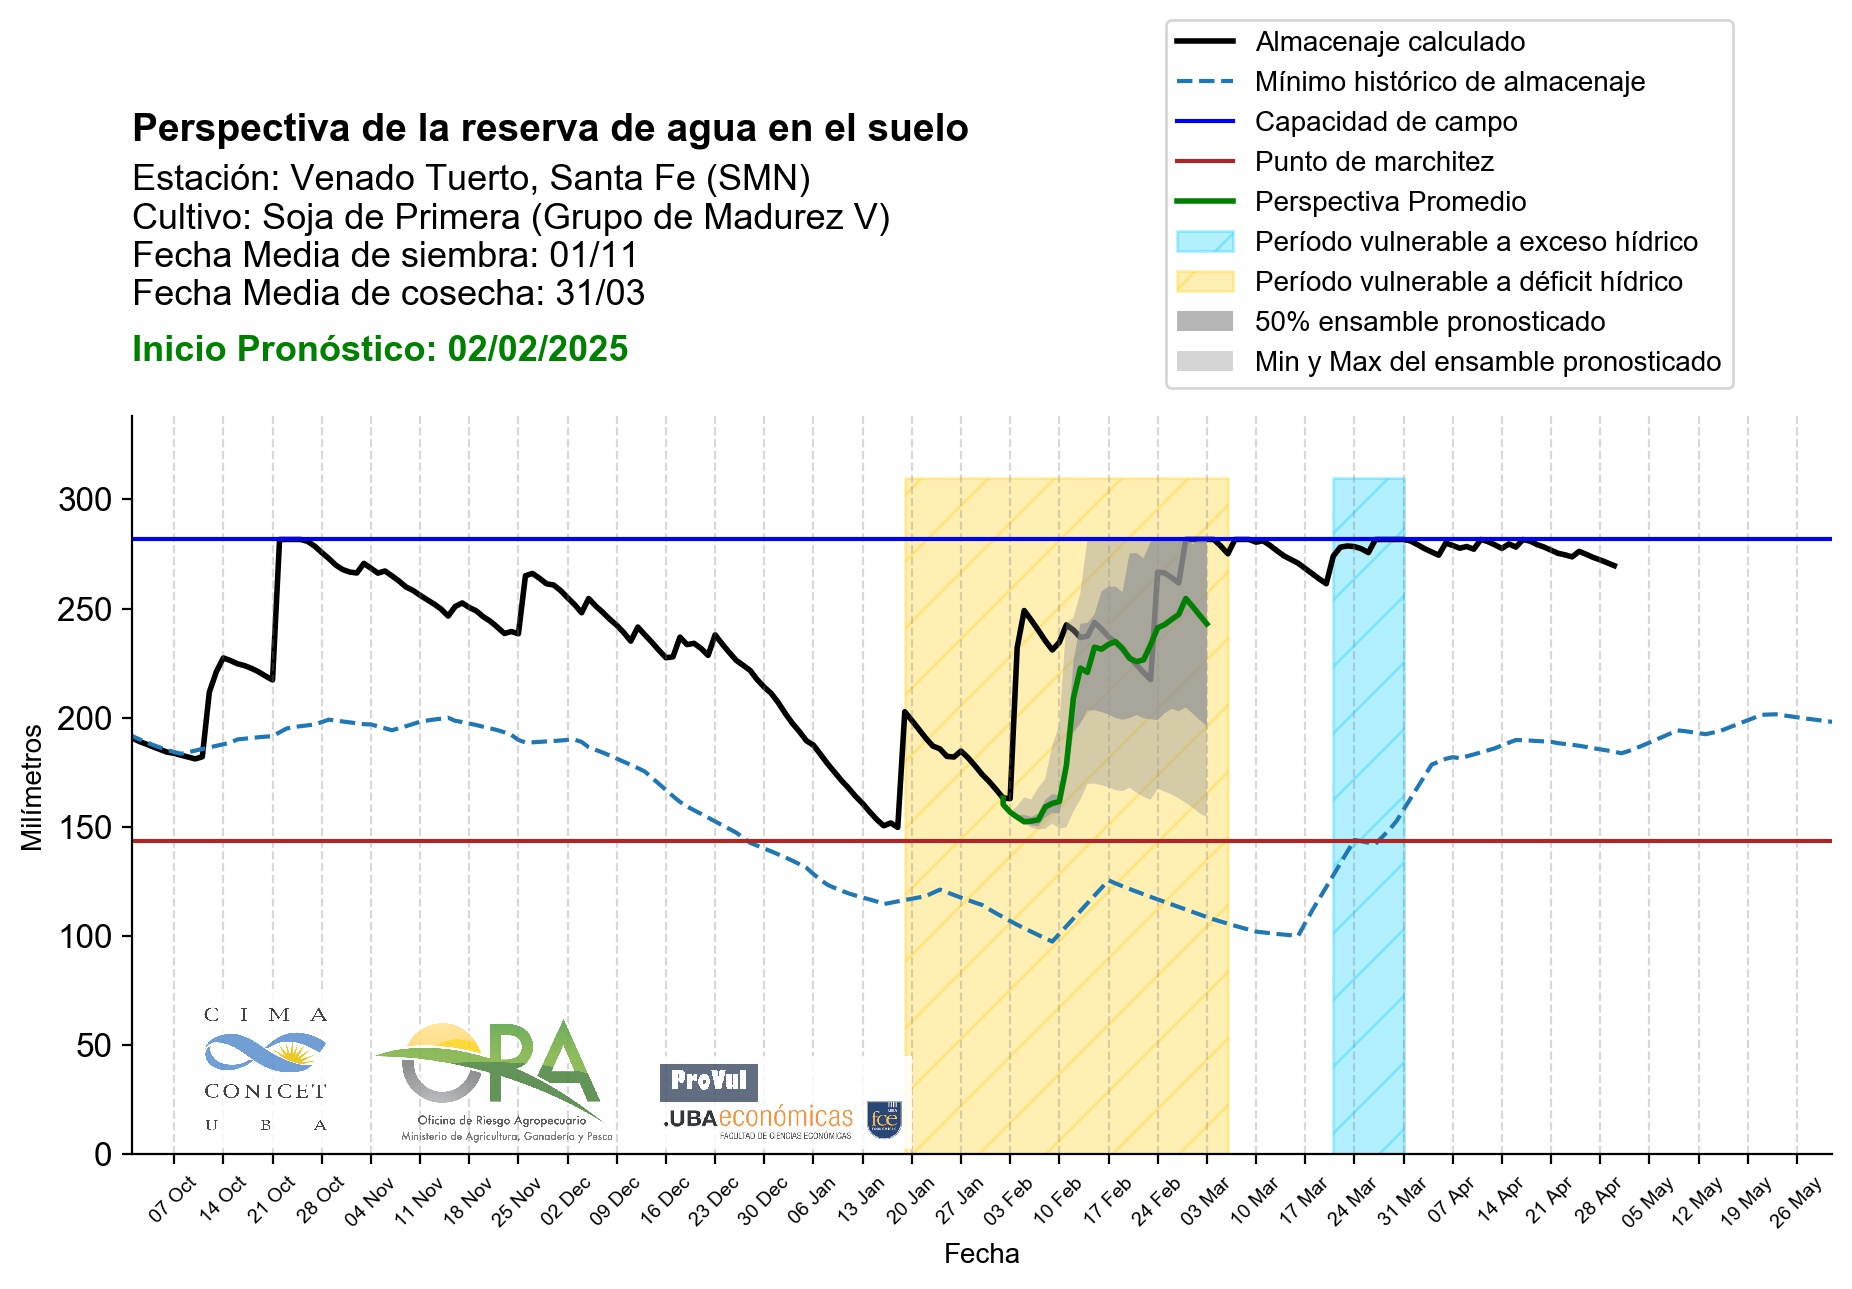 Almacenaje calculado
Mínimo histórico de almacenaje
Capacidad de campo
Punto de marchitez
Perspectiva Promedio
Período vulnerable a exceso hídrico
Período vulnerable a déficit hídrico
50% ensamble pronosticado
Min y Max del ensamble pronosticado
Perspectiva de la reserva de agua en el suelo
Estación: Venado Tuerto, Santa Fe (SMN)
Cultivo: Soja de Primera (Grupo de Madurez V)
Fecha Media de siembra: 01/11
Fecha Media de cosecha: 31/03
Inicio Pronóstico: 02/02/2025
300
250
200
150
100
50
0
Milímetros
CIMA
CONICET
UBA
ORA
Oficina de Riesgo Agropecuario
Ministerio de Agricultura, Ganadería y Pesca
ProVul
.UBAeconómicas
FACULTAD DE CIENCIAS ECONÓMICAS
UBA
fce
ECONÓMICAS
07 Oct
14 Oct
21 Oct
28 Oct
04 Nov
11 Nov
18 Nov
25 Nov
02 Dec
09 Dec
16 Dec
23 Dec
30 Dec
06 Jan
13 Jan
20 Jan
27 Jan
03 Feb
10 Feb
17 Feb
24 Feb
03 Mar
10 Mar
17 Mar
24 Mar
31 Mar
07 Apr
14 Apr
21 Apr
28 Apr
05 May
12 May
19 May
26 May
Fecha